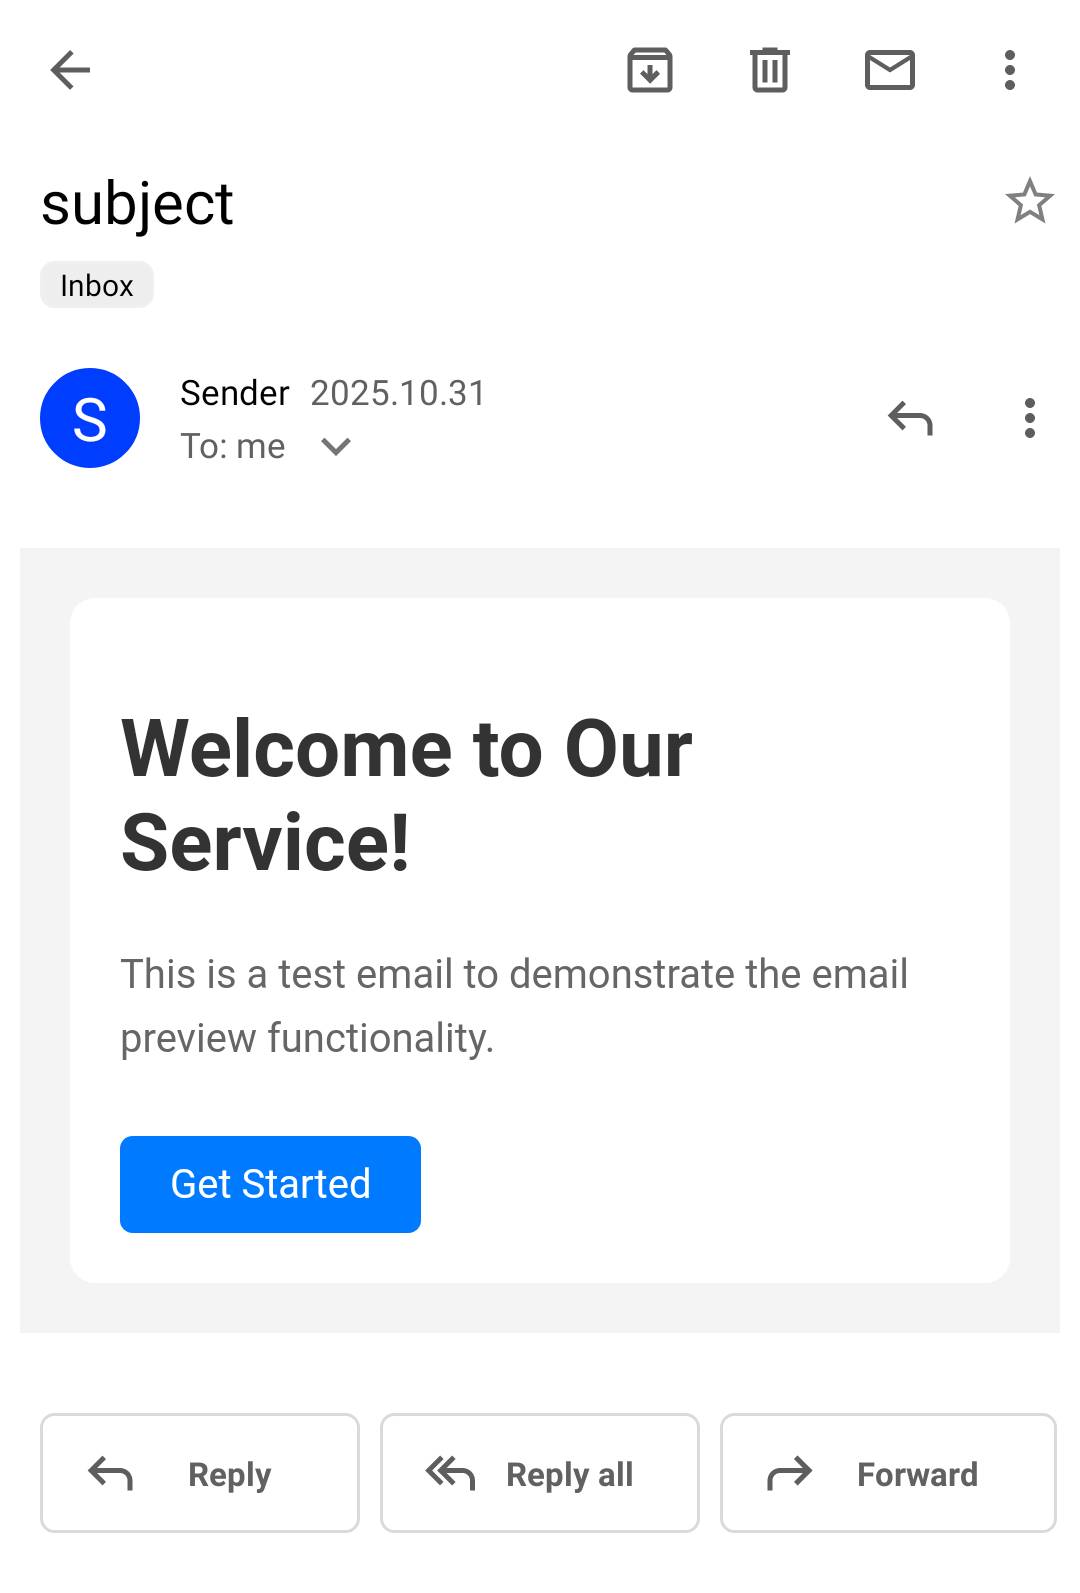 subject
Inbox
S
Sender 2025.10.31
To: me
Welcome to Our
Service!
This is a test email to demonstrate the email
preview functionality.
Get Started
Reply
Reply all
Forward